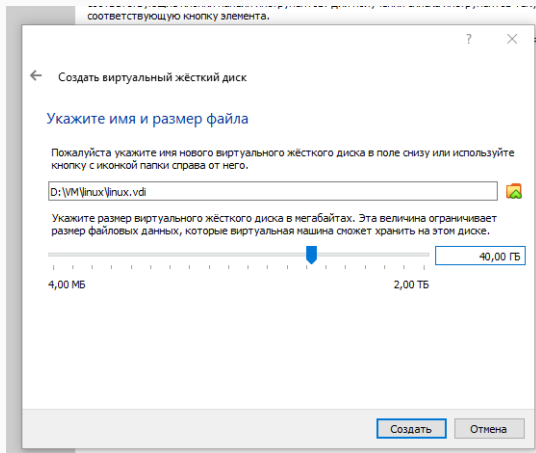 соответствующую кнопку элемента.
?
Создать виртуальный жёсткий диск
Укажите имя и размер файла
Пожалуйста укажите имя нового виртуального жёсткого диска в поле снизу или используйте
кнопку с иконкой папки справа от него.
D:\VM\linux\linux.vdi
Укажите размер виртуального жёсткого диска в мегабайтах. Эта величина ограничивает
размер файловых данных, которые виртуальная машина сможет хранить на этом диске.
40,00 ГБ
4,00 МБ 2,00 ТБ
Создать Отмена